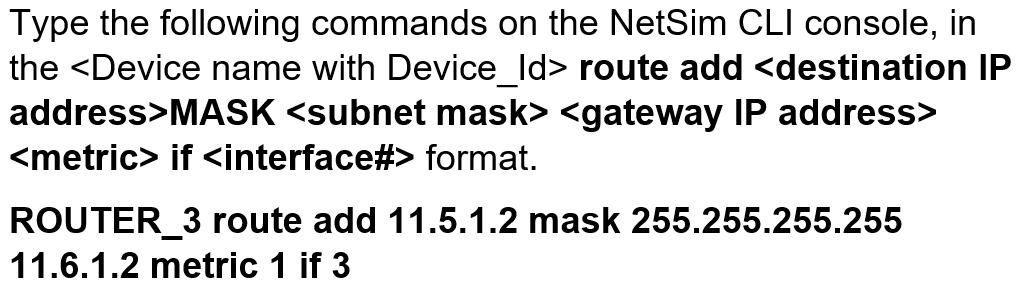 Type the following commands on the NetSim CLI console, in
the <Device name with Device_Id> route add <destination IP
address>MASK <subnet mask> <gateway IP address>
<metric> if <interface#> format.
ROUTER_3 route add 11.5.1.2 mask 255.255.255.255
11.6.1.2 metric 1 if 3